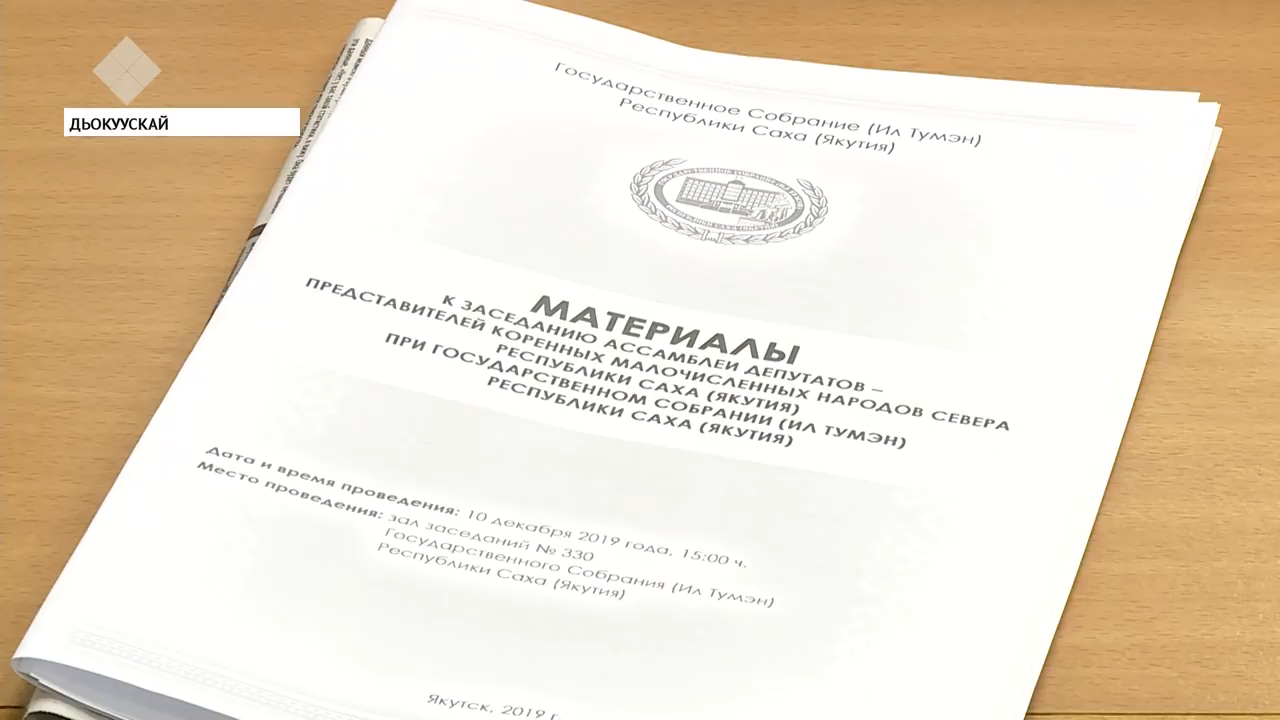 ДЬОКУУСКАЙ
Государственное Собрание (Ил Тумэн)
Республики Саха (Якутия)
МАТЕРИАЛЫ
К ЗАСЕДАНИЮ АССАМБЛЕИ ДЕПУТАТОВ –
ПРЕДСТАВИТЕЛЕЙ КОРЕННЫХ МАЛОЧИСЛЕННЫХ НАРОДОВ СЕВЕРА
РЕСПУБЛИКИ САХА (ЯКУТИЯ)
ПРИ ГОСУДАРСТВЕННОМ СОБРАНИИ (ИЛ ТУМЭН)
РЕСПУБЛИКИ САХА (ЯКУТИЯ)
Дата и время проведения: 10 декабря 2019 года, 15:00 ч.
Место проведения: зал заседаний № 330
Государственного Собрания (Ил Тумэн)
Республики Саха (Якутия)
Якутск, 2019 г.